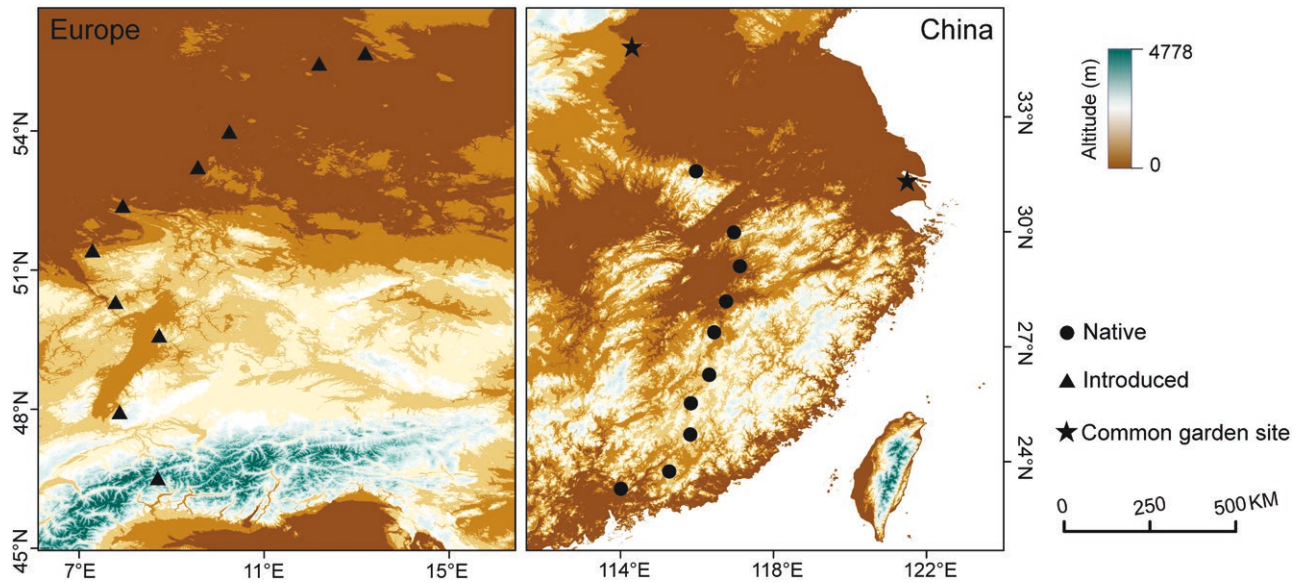 Europe
China
54°N
51°N
48°N
45°N
7°E
11°E
15°E
33°N
30°N
27°N
24°N
114°E
118°E
122°E
Altitude (m)
4778
0
Native
Introduced
Common garden site
0 250 500 KM